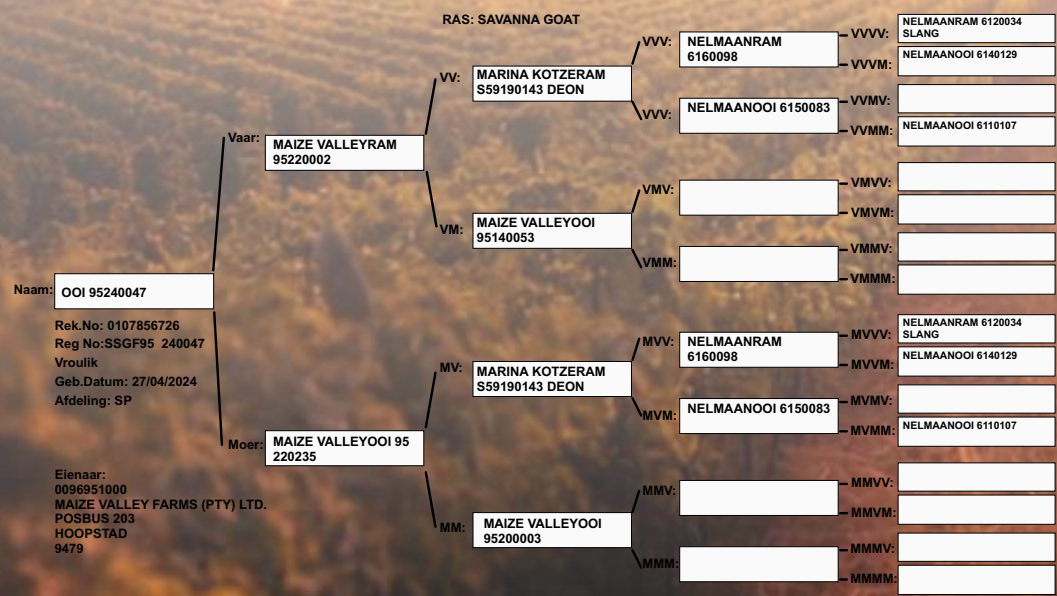 RAS: SAVANNA GOAT
Naam:
OOI 95240047
Rek.No: 0107856726
Reg No:SSGF95 240047
Vroulik
Geb.Datum: 27/04/2024
Afdeling: SP
Eienaar:
0096951000
MAIZE VALLEY FARMS (PTY) LTD.
POSBUS 203
HOOPSTAD
9479
Vaar:
MAIZE VALLEYRAM
95220002
Moer:
MAIZE VALLEYOOI 95
220235
VV:
MARINA KOTZERAM
S59190143 DEON
VM:
MAIZE VALLEYOOI
95140053
MV:
MARINA KOTZERAM
S59190143 DEON
MM:
MAIZE VALLEYOOI
95200003
VVV:
NELMAANRAM
6160098
VVV:
NELMAANOOI 6150083
VMV:
VMM:
MVV:
NELMAANRAM
6160098
MVM:
NELMAANOOI 6150083
MMV:
MMM:
VVVV:
NELMAANRAM 6120034
SLANG
VVVM:
NELMAANOOI 6140129
VVMV:
VVMM:
NELMAANOOI 6110107
VMVV:
VMVM:
VMMV:
VMMM:
MVVV:
NELMAANRAM 6120034
SLANG
MVVM:
NELMAANOOI 6140129
MVMV:
MVMM:
NELMAANOOI 6110107
MMVV:
MMVM:
MMMV:
MMMM: